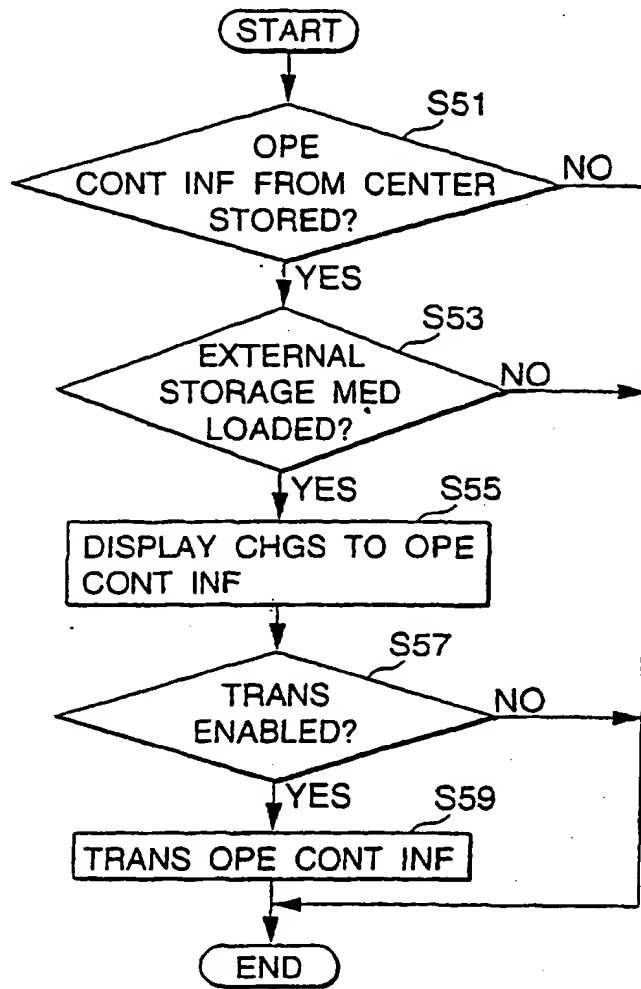 START
S51
OPE
CONT INF FROM CENTER
STORED?
NO
YES
S53
EXTERNAL
STORAGE MED
LOADED?
NO
YES
S55
DISPLAY CHGS TO OPE
CONT INF
S57
TRANS
ENABLED?
NO
YES
S59
TRANS OPE CONT INF
END